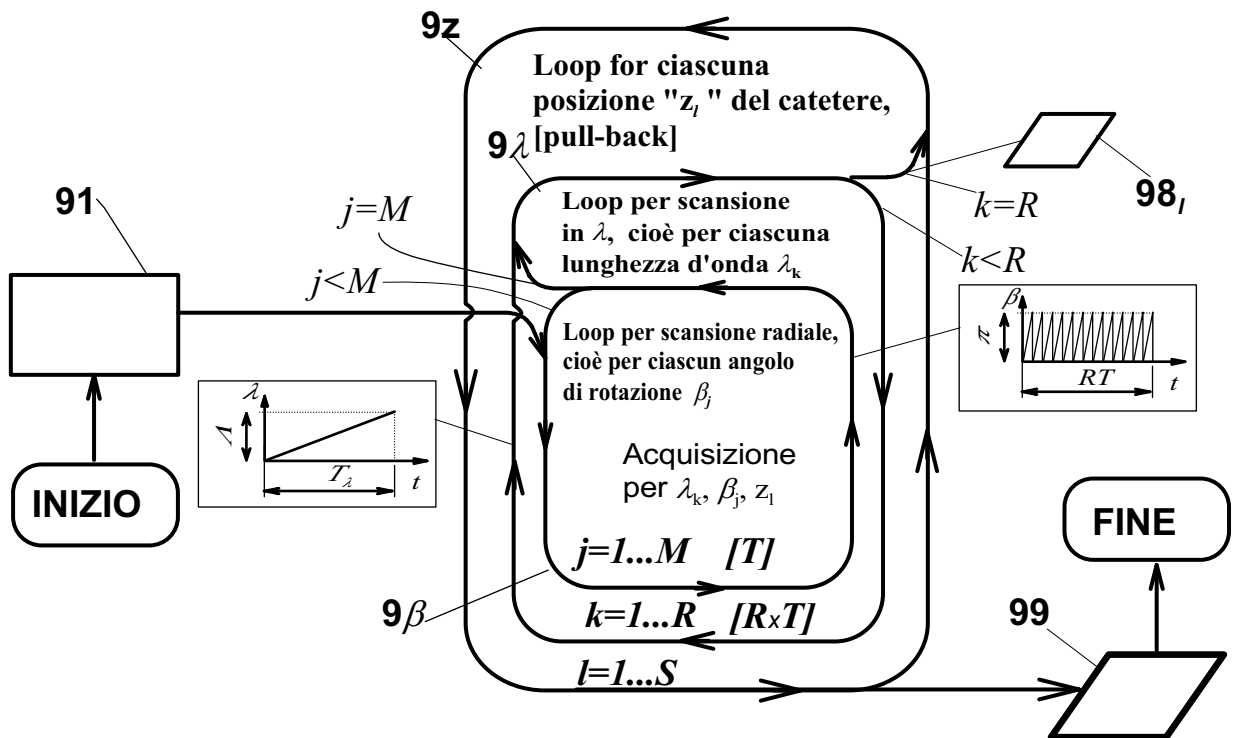 9z
Loop for ciascuna
posizione "z_l" del catetere,
[pull-back]
9λ
98_l
91
j=M
Loop per scansione
in λ, cioè per ciascuna
lunghezza d'onda λ_k
k=R
k<R
j<M
Loop per scansione radiale,
cioè per ciascun angolo
di rotazione β_j
β
π
RT
t
λ
Λ
T_λ
t
Acquisizione
per λ_k, β_j, z_l
INIZIO
FINE
j=1...M [T]
9β
k=1...R [RxT]
99
l=1...S